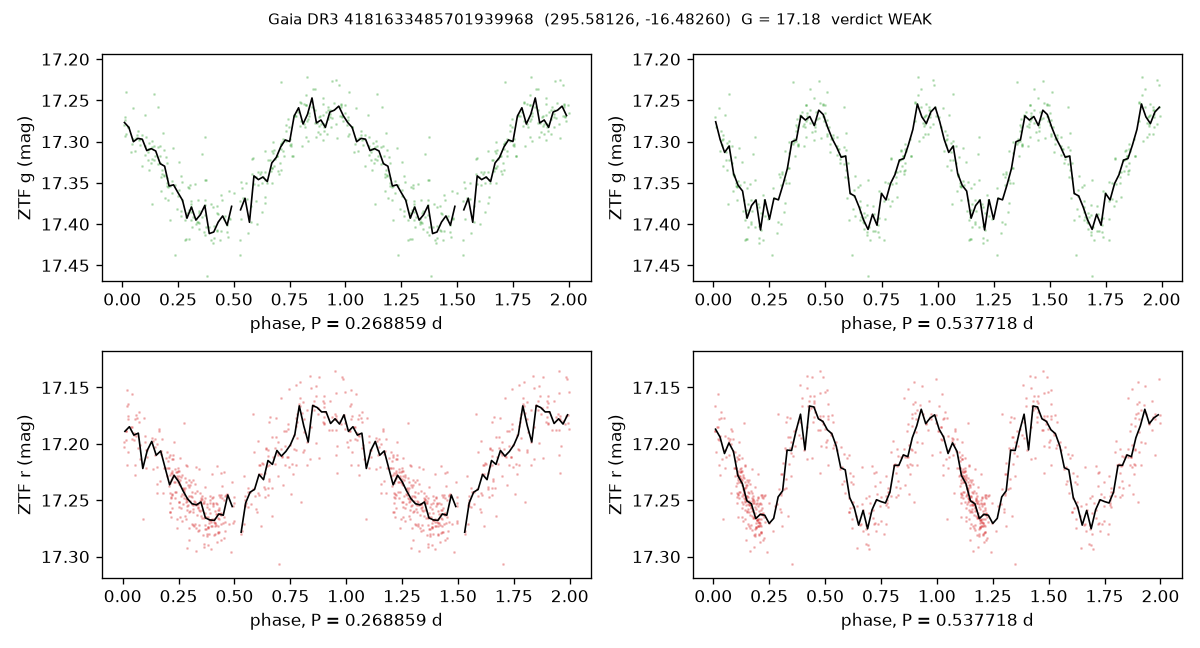 Gaia DR3 4181633485701939968  (295.58126, -16.48260)  G = 17.18  verdict WEAK
17.20
17.25
17.30
17.35
17.40
17.45
ZTF g (mag)
0.00 0.25 0.50 0.75 1.00 1.25 1.50 1.75 2.00
phase, P = 0.268859 d
17.20
17.25
17.30
17.35
17.40
17.45
ZTF g (mag)
0.00 0.25 0.50 0.75 1.00 1.25 1.50 1.75 2.00
phase, P = 0.537718 d
17.15
17.20
17.25
17.30
ZTF r (mag)
0.00 0.25 0.50 0.75 1.00 1.25 1.50 1.75 2.00
phase, P = 0.268859 d
17.15
17.20
17.25
17.30
ZTF r (mag)
0.00 0.25 0.50 0.75 1.00 1.25 1.50 1.75 2.00
phase, P = 0.537718 d